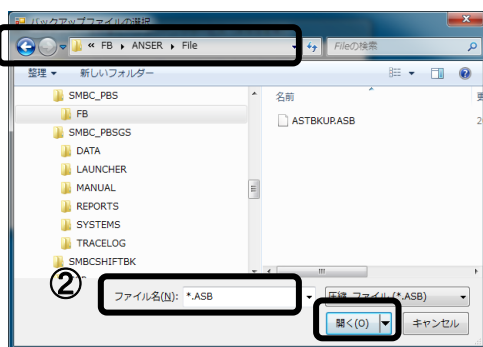 バックアップファイルの選択
« FB ▸ ANSER ▸ File
Fileの検索
整理 ▼ 新しいフォルダー
SMBC_PBS
FB
SMBC_PBSGS
DATA
LAUNCHER
MANUAL
REPORTS
SYSTEMS
TRACELOG
SMBCSHIFTBK
名前
ASTBKUP.ASB
②
ファイル名(N): *.ASB
圧縮 ファイル (*.ASB)
開く(O)
キャンセル